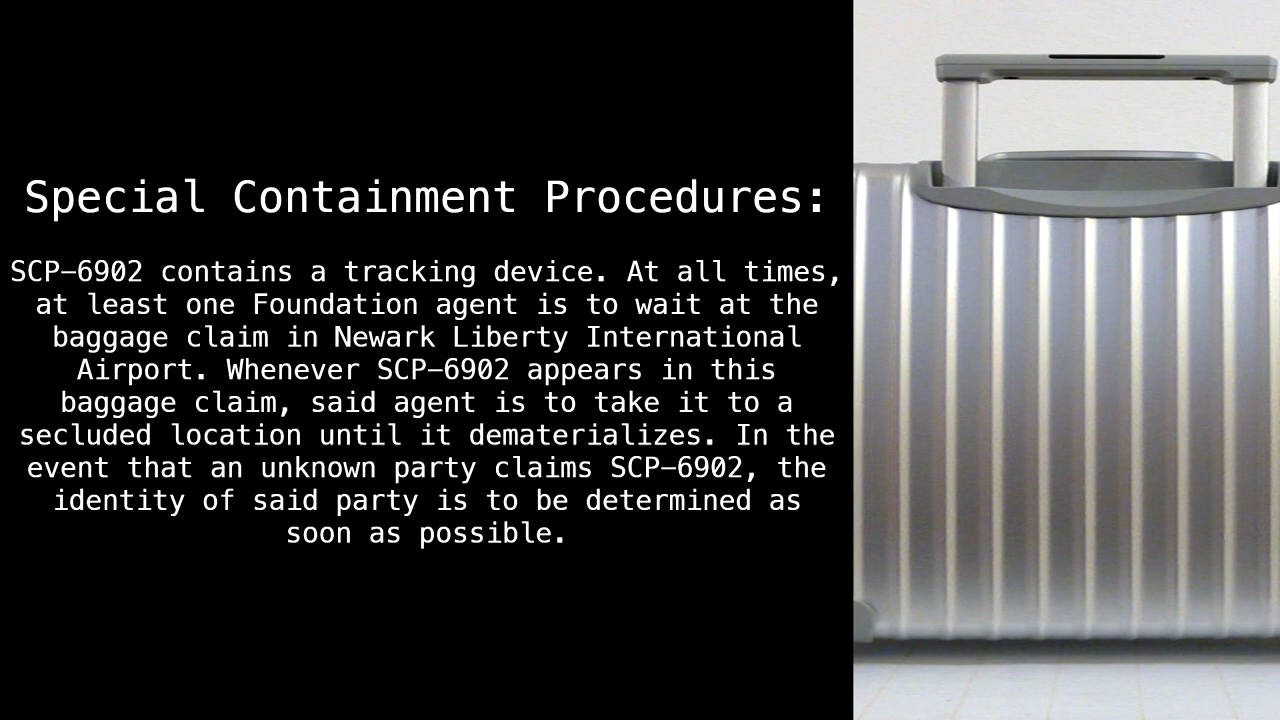 Special Containment Procedures:
SCP–6902 contains a tracking device. At all times,
at least one Foundation agent is to wait at the
baggage claim in Newark Liberty International
Airport. Whenever SCP–6902 appears in this
baggage claim, said agent is to take it to a
secluded location until it dematerializes. In the
event that an unknown party claims SCP–6902, the
identity of said party is to be determined as
soon as possible.